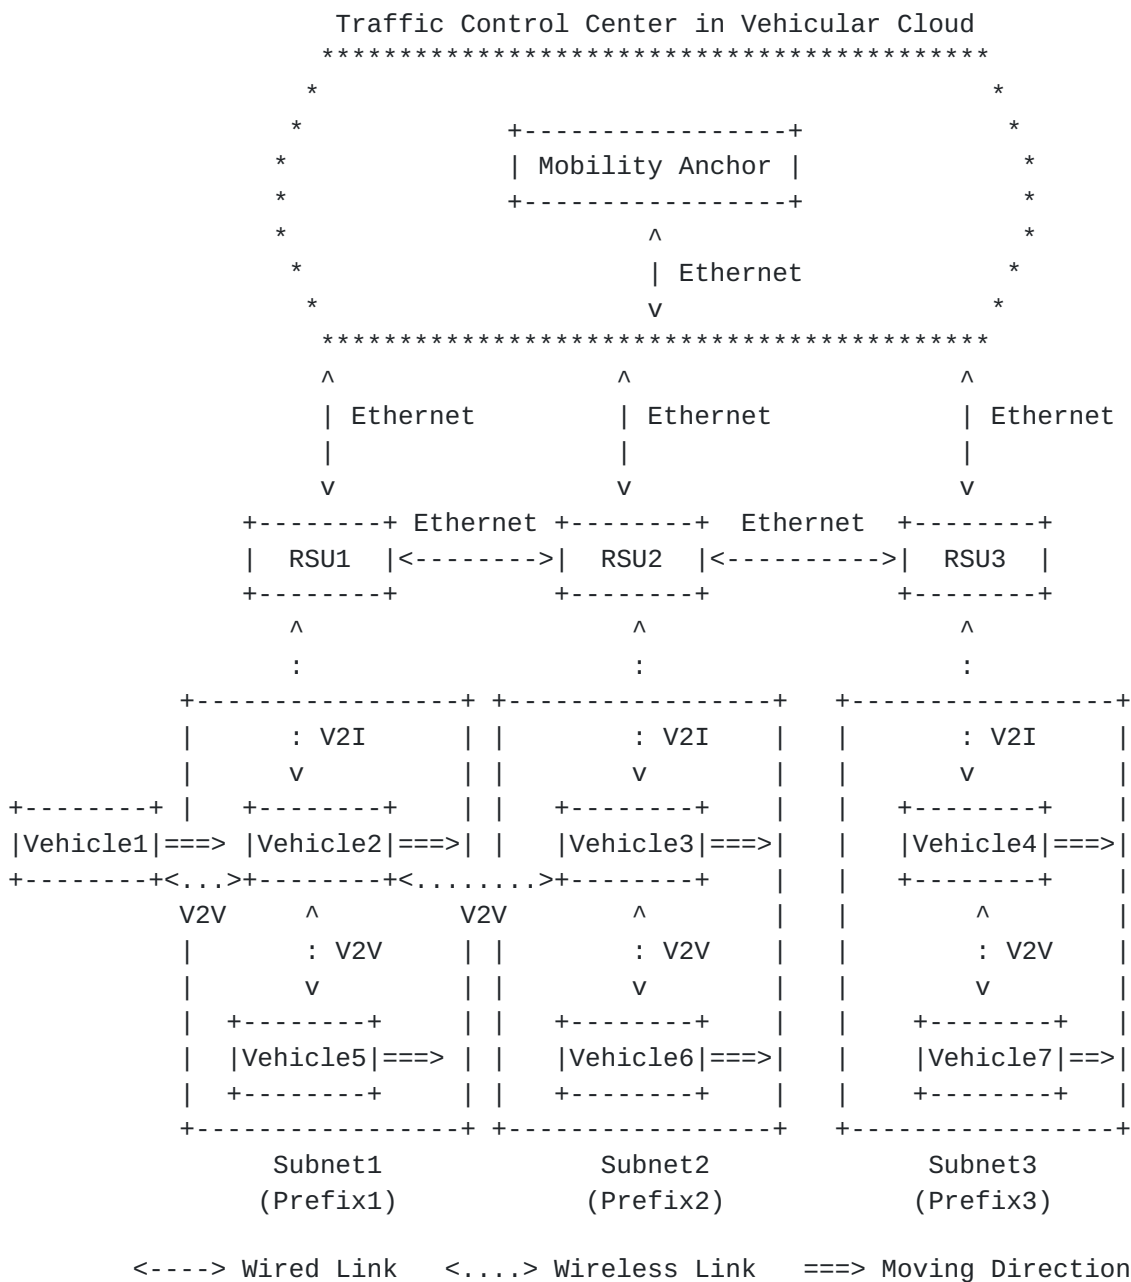 Traffic Control Center in Vehicular Cloud
*******************************************
*                                           *
*             +-----------------+             *
*              | Mobility Anchor |              *
*              +-----------------+              *
*                       ^                       *
*                      | Ethernet             *
*                     v                     *
*******************************************
^                  ^                     ^
| Ethernet         | Ethernet            | Ethernet
|                  |                     |
v                  v                     v
+--------+ Ethernet +--------+  Ethernet  +--------+
|  RSU1  |<-------->|  RSU2  |<---------->|  RSU3  |
+--------+          +--------+            +--------+
^                     ^                    ^
:                     :                    :
+-----------------+ +-----------------+   +-----------------+
|      : V2I      | |        : V2I    |   |       : V2I     |
|      v          | |        v        |   |       v         |
+--------+ |   +--------+    | |   +--------+    |   |   +--------+    |
|Vehicle1|===> |Vehicle2|===>| |   |Vehicle3|===>|   |   |Vehicle4|===>|
+--------+<...>+--------+<........>+--------+    |   |   +--------+    |
V2V     ^         V2V        ^        |   |        ^        |
|       : V2V     | |        : V2V    |   |        : V2V    |
|       v         | |        v        |   |        v        |
|  +--------+     | |   +--------+    |   |    +--------+   |
|  |Vehicle5|===> | |   |Vehicle6|===>|   |    |Vehicle7|==>|
|  +--------+     | |   +--------+    |   |    +--------+   |
+-----------------+ +-----------------+   +-----------------+
Subnet1              Subnet2              Subnet3
(Prefix1)            (Prefix2)            (Prefix3)
<----> Wired Link   <....> Wireless Link   ===> Moving Direction